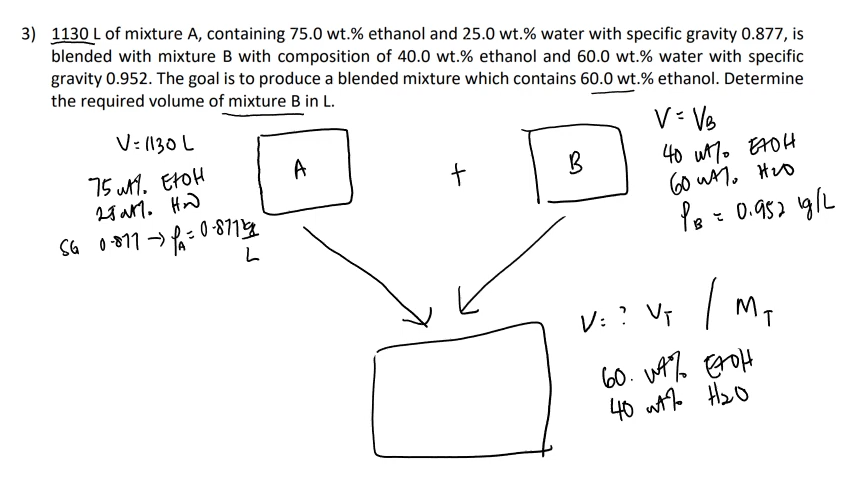 3) 1130 L of mixture A, containing 75.0 wt.% ethanol and 25.0 wt.% water with specific gravity 0.877, is
blended with mixture B with composition of 40.0 wt.% ethanol and 60.0 wt.% water with specific
gravity 0.952. The goal is to produce a blended mixture which contains 60.0 wt.% ethanol. Determine
the required volume of mixture B in L.
V = 1130 L
75 wt%. EtOH
25 wt%. H2O
SG 0.877 → ρA = 0.877 kg/L
A
+
B
V = VB
40 wt% EtOH
60 wt% H2O
ρB = 0.952 kg/L
V = ? VT / MT
60. wt% EtOH
40 wt% H2O